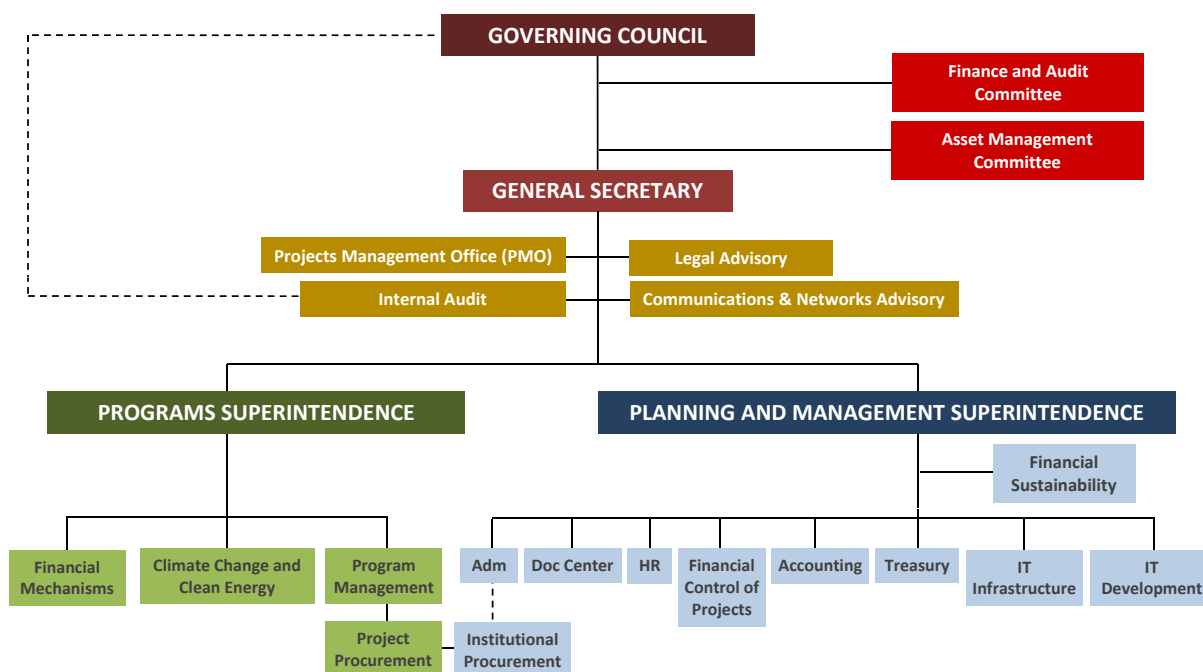 GOVERNING COUNCIL
Finance and Audit
Committee
Asset Management
Committee
GENERAL SECRETARY
Projects Management Office (PMO)
Legal Advisory
Internal Audit
Communications & Networks Advisory
PROGRAMS SUPERINTENDENCE
PLANNING AND MANAGEMENT SUPERINTENDENCE
Financial
Sustainability
Financial
Mechanisms
Climate Change and
Clean Energy
Program
Management
Adm
Doc Center
HR
Financial
Control of
Projects
Accounting
Treasury
IT
Infrastructure
IT
Development
Project
Procurement
Institutional
Procurement